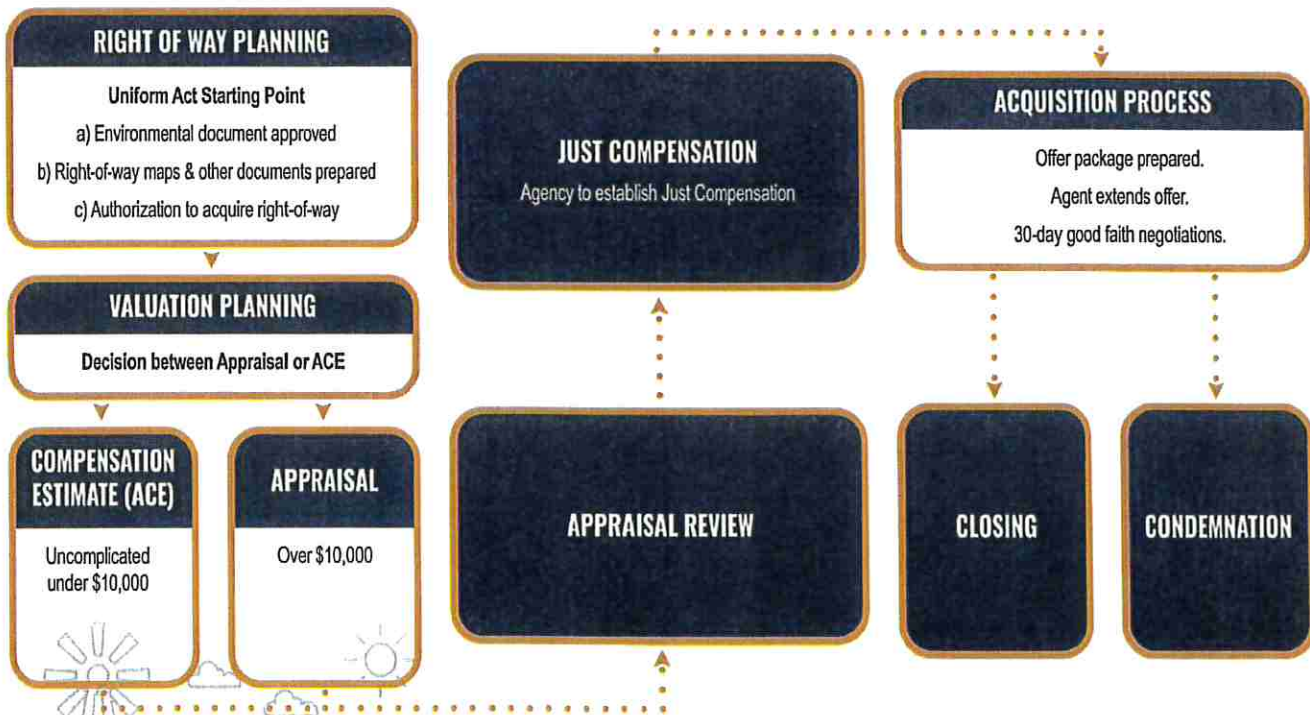 RIGHT OF WAY PLANNING
Uniform Act Starting Point
a) Environmental document approved
b) Right-of-way maps & other documents prepared
c) Authorization to acquire right-of-way
VALUATION PLANNING
Decision between Appraisal or ACE
COMPENSATION
ESTIMATE (ACE)
Uncomplicated
under $10,000
APPRAISAL
Over $10,000
APPRAISAL REVIEW
JUST COMPENSATION
Agency to establish Just Compensation
ACQUISITION PROCESS
Offer package prepared.
Agent extends offer.
30-day good faith negotiations.
CLOSING
CONDEMNATION